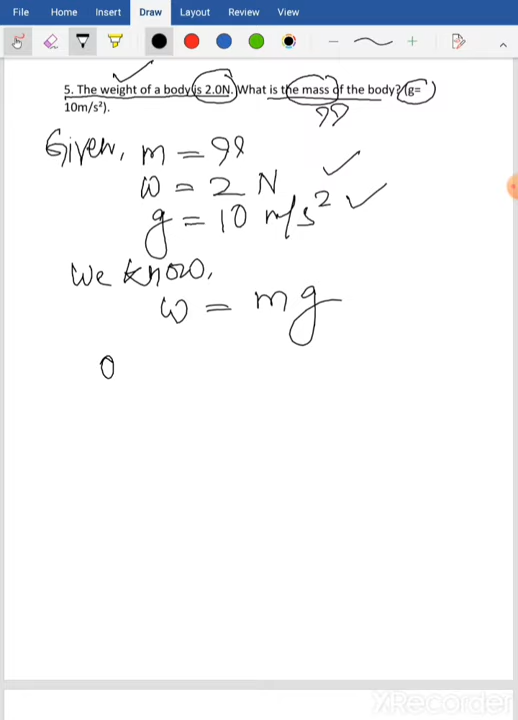 File Home Insert Draw Layout Review View
5. The weight of a body is 2.0N. What is the mass of the body? (g=
10m/s²).
Given, m = ??
w = 2 N
g = 10 m/s²
We know,
w = mg
XRecorder